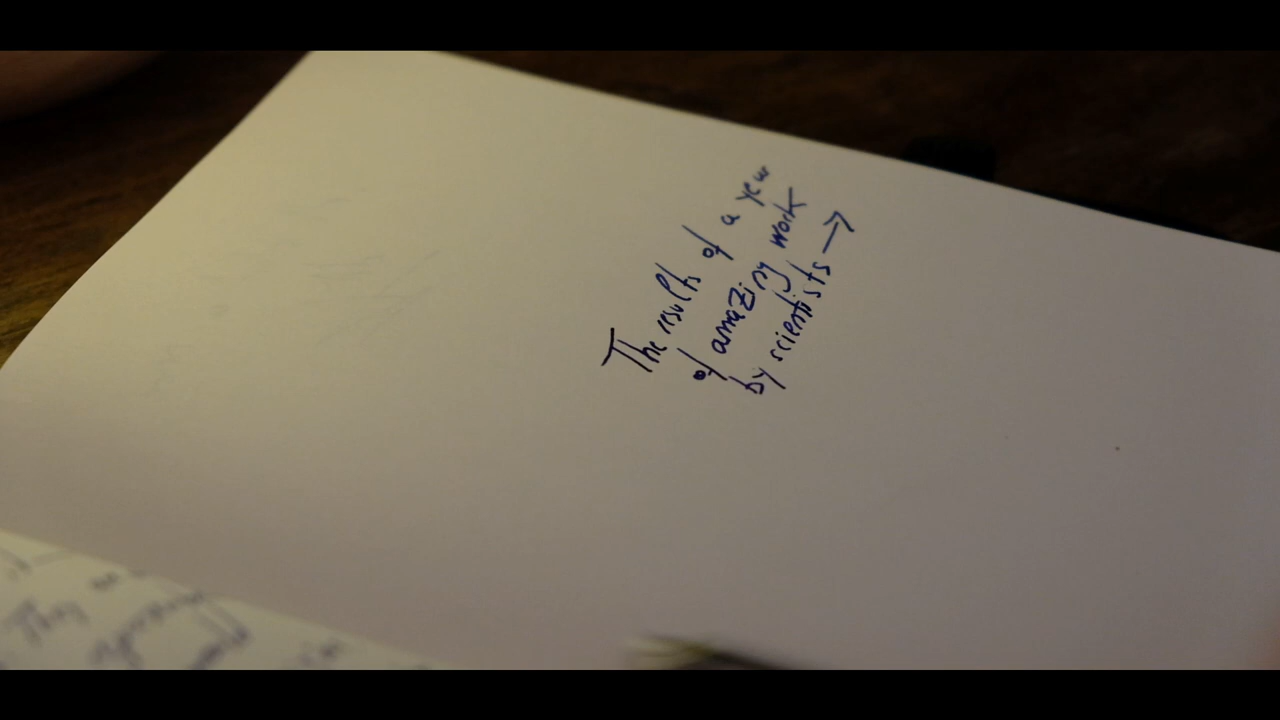 The results of a year
of amazing work
by scientists →